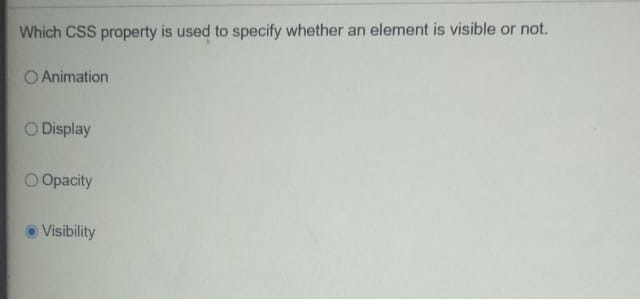 Which CSS property is used to specify whether an element is visible or not.
Animation
Display
Opacity
Visibility